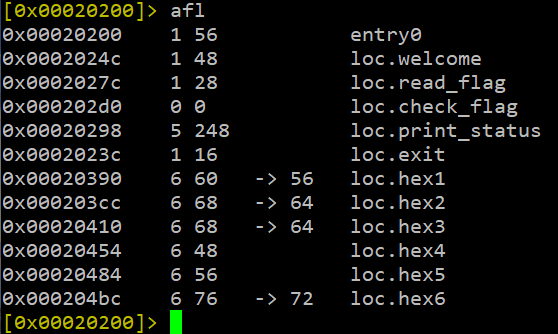 [0x00020200]> afl
0x00020200 1 56 entry0
0x0002024c 1 48 loc.welcome
0x0002027c 1 28 loc.read_flag
0x000202d0 0 0 loc.check_flag
0x00020298 5 248 loc.print_status
0x0002023c 1 16 loc.exit
0x00020390 6 60 -> 56 loc.hex1
0x000203cc 6 68 -> 64 loc.hex2
0x00020410 6 68 -> 64 loc.hex3
0x00020454 6 48 loc.hex4
0x00020484 6 56 loc.hex5
0x000204bc 6 76 -> 72 loc.hex6
[0x00020200]>